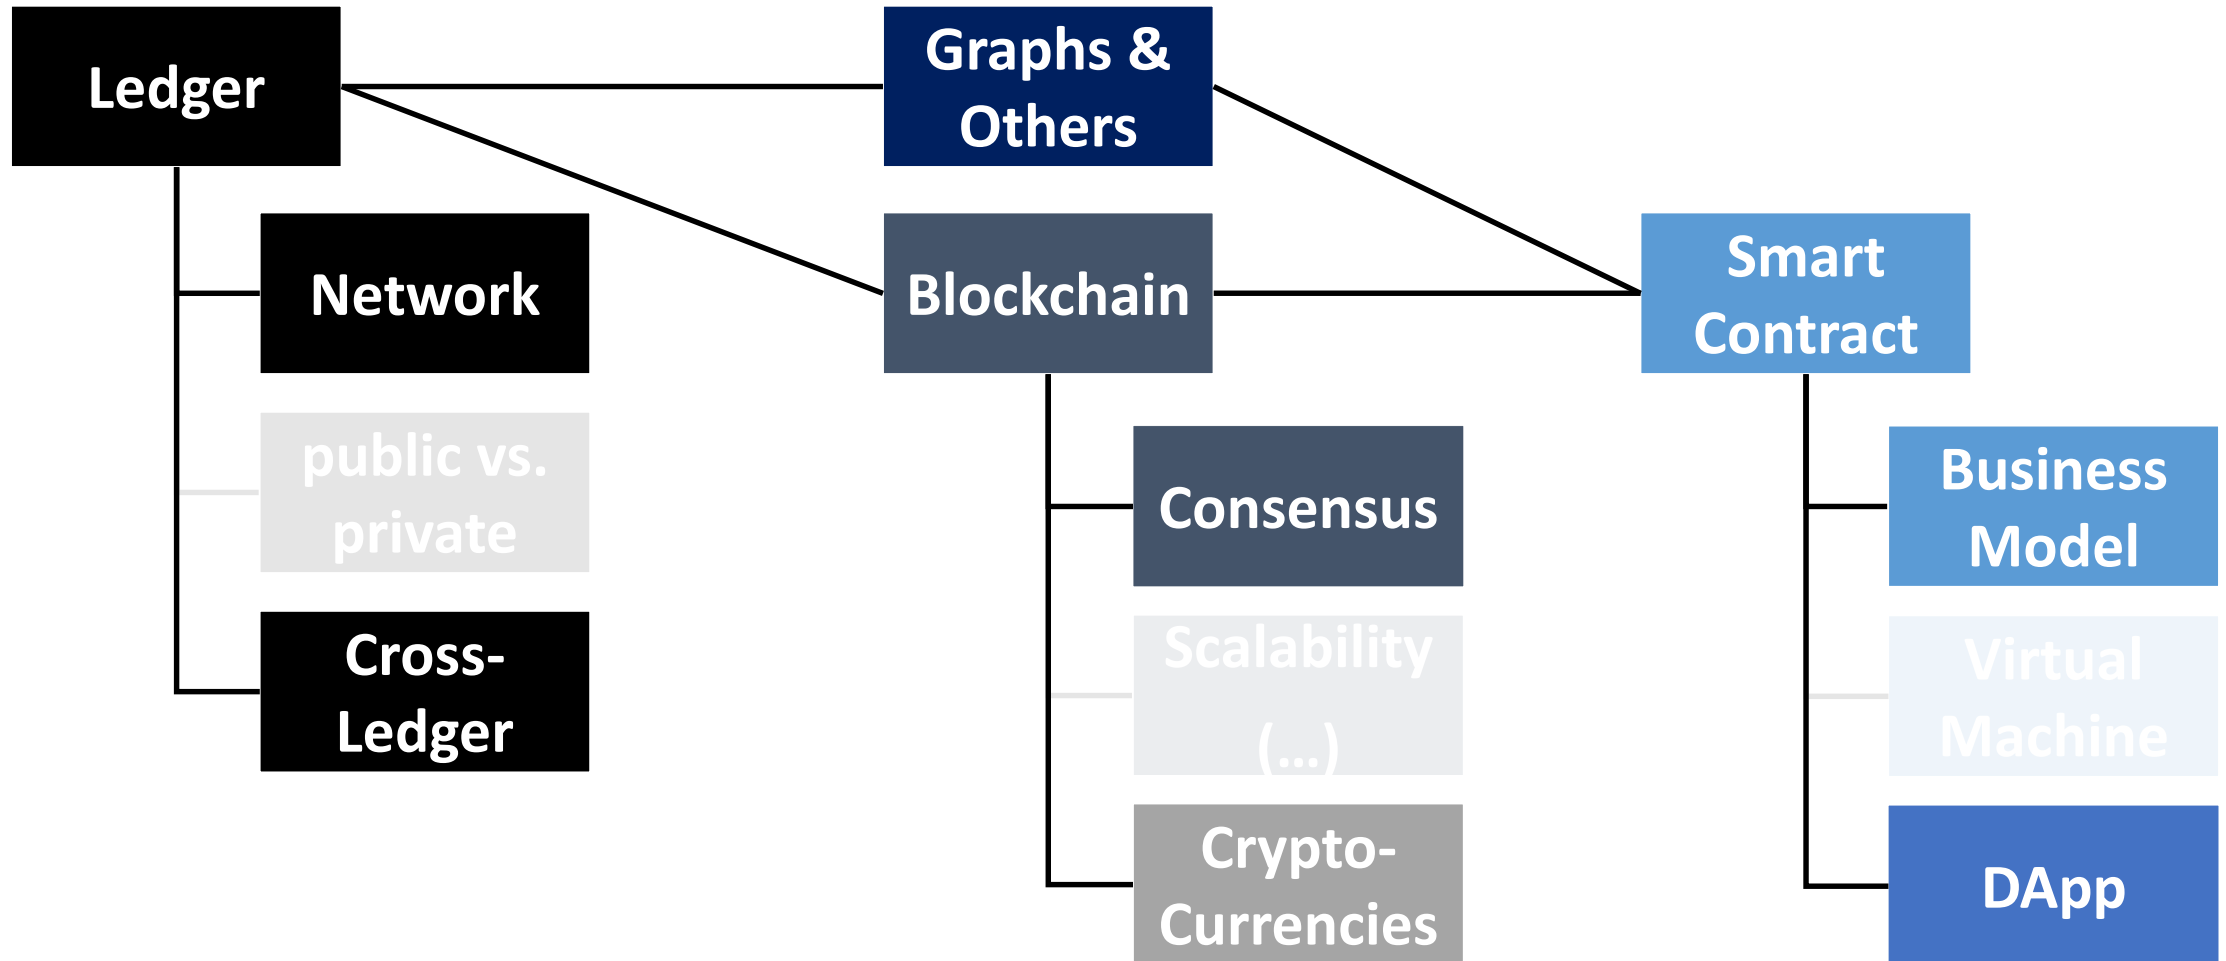 Ledger
Graphs &
Others
Network
Blockchain
Smart
Contract
public vs.
private
Cross-
Ledger
Consensus
Scalability
(...)
Crypto-
Currencies
Business
Model
Virtual
Machine
DApp